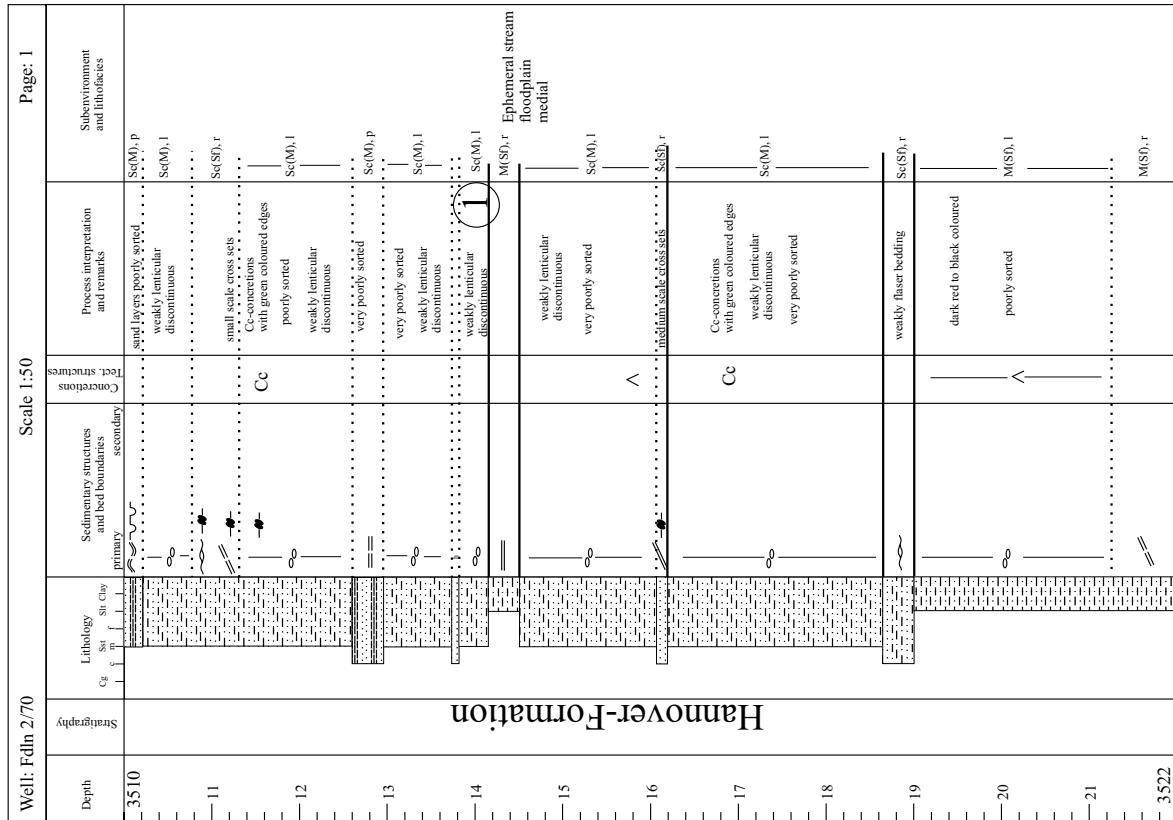 Well: Fdln 2/70
Scale 1:50
Page: 1
Depth
Stratigraphy
Lithology
Cg
c
Sst
m
f
Slt
Clay
Sedimentary structures
and bed boundaries
primary
secondary
Concretions
Tect. structures
Process interpretation
and remarks
Subenvironment
and lithofacies
3510
11
12
13
14
15
16
17
18
19
20
21
3522
Hannover-Formation
Cc
Cc
sand layers poorly sorted
weakly lenticular
discontinuous
small scale cross sets
Cc-concretions
with green coloured edges
poorly sorted
weakly lenticular
discontinuous
very poorly sorted
very poorly sorted
weakly lenticular
discontinuous
weakly lenticular
discontinuous
1
weakly lenticular
discontinuous
very poorly sorted
medium scale cross sets
Cc-concretions
with green coloured edges
weakly lenticular
discontinuous
very poorly sorted
weakly flaser bedding
dark red to black coloured
poorly sorted
Sc(M), p
Sc(M), l
Sc(Sf), r
Sc(M), l
Sc(M), p
Sc(M), l
Sc(M), l
M(Sf), r
Sc(M), l
Sc(Sf), r
Sc(M), l
Sc(Sf), r
M(Sf), l
M(Sf), r
Ephemeral stream
floodplain
medial